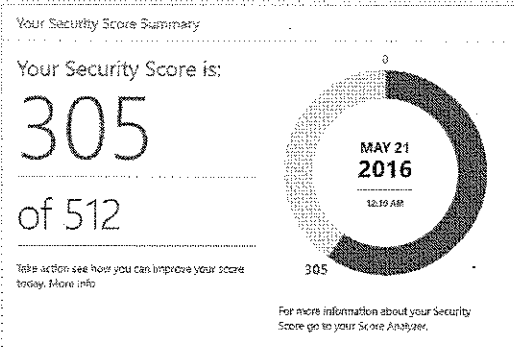 Your Security Score Summary
Your Security Score is:
305
of 512
Take action see how you can improve your score
today. More info
0
MAY 21
2016
12:19 AM
305
For more information about your Security
Score go to your Score Analyzer.